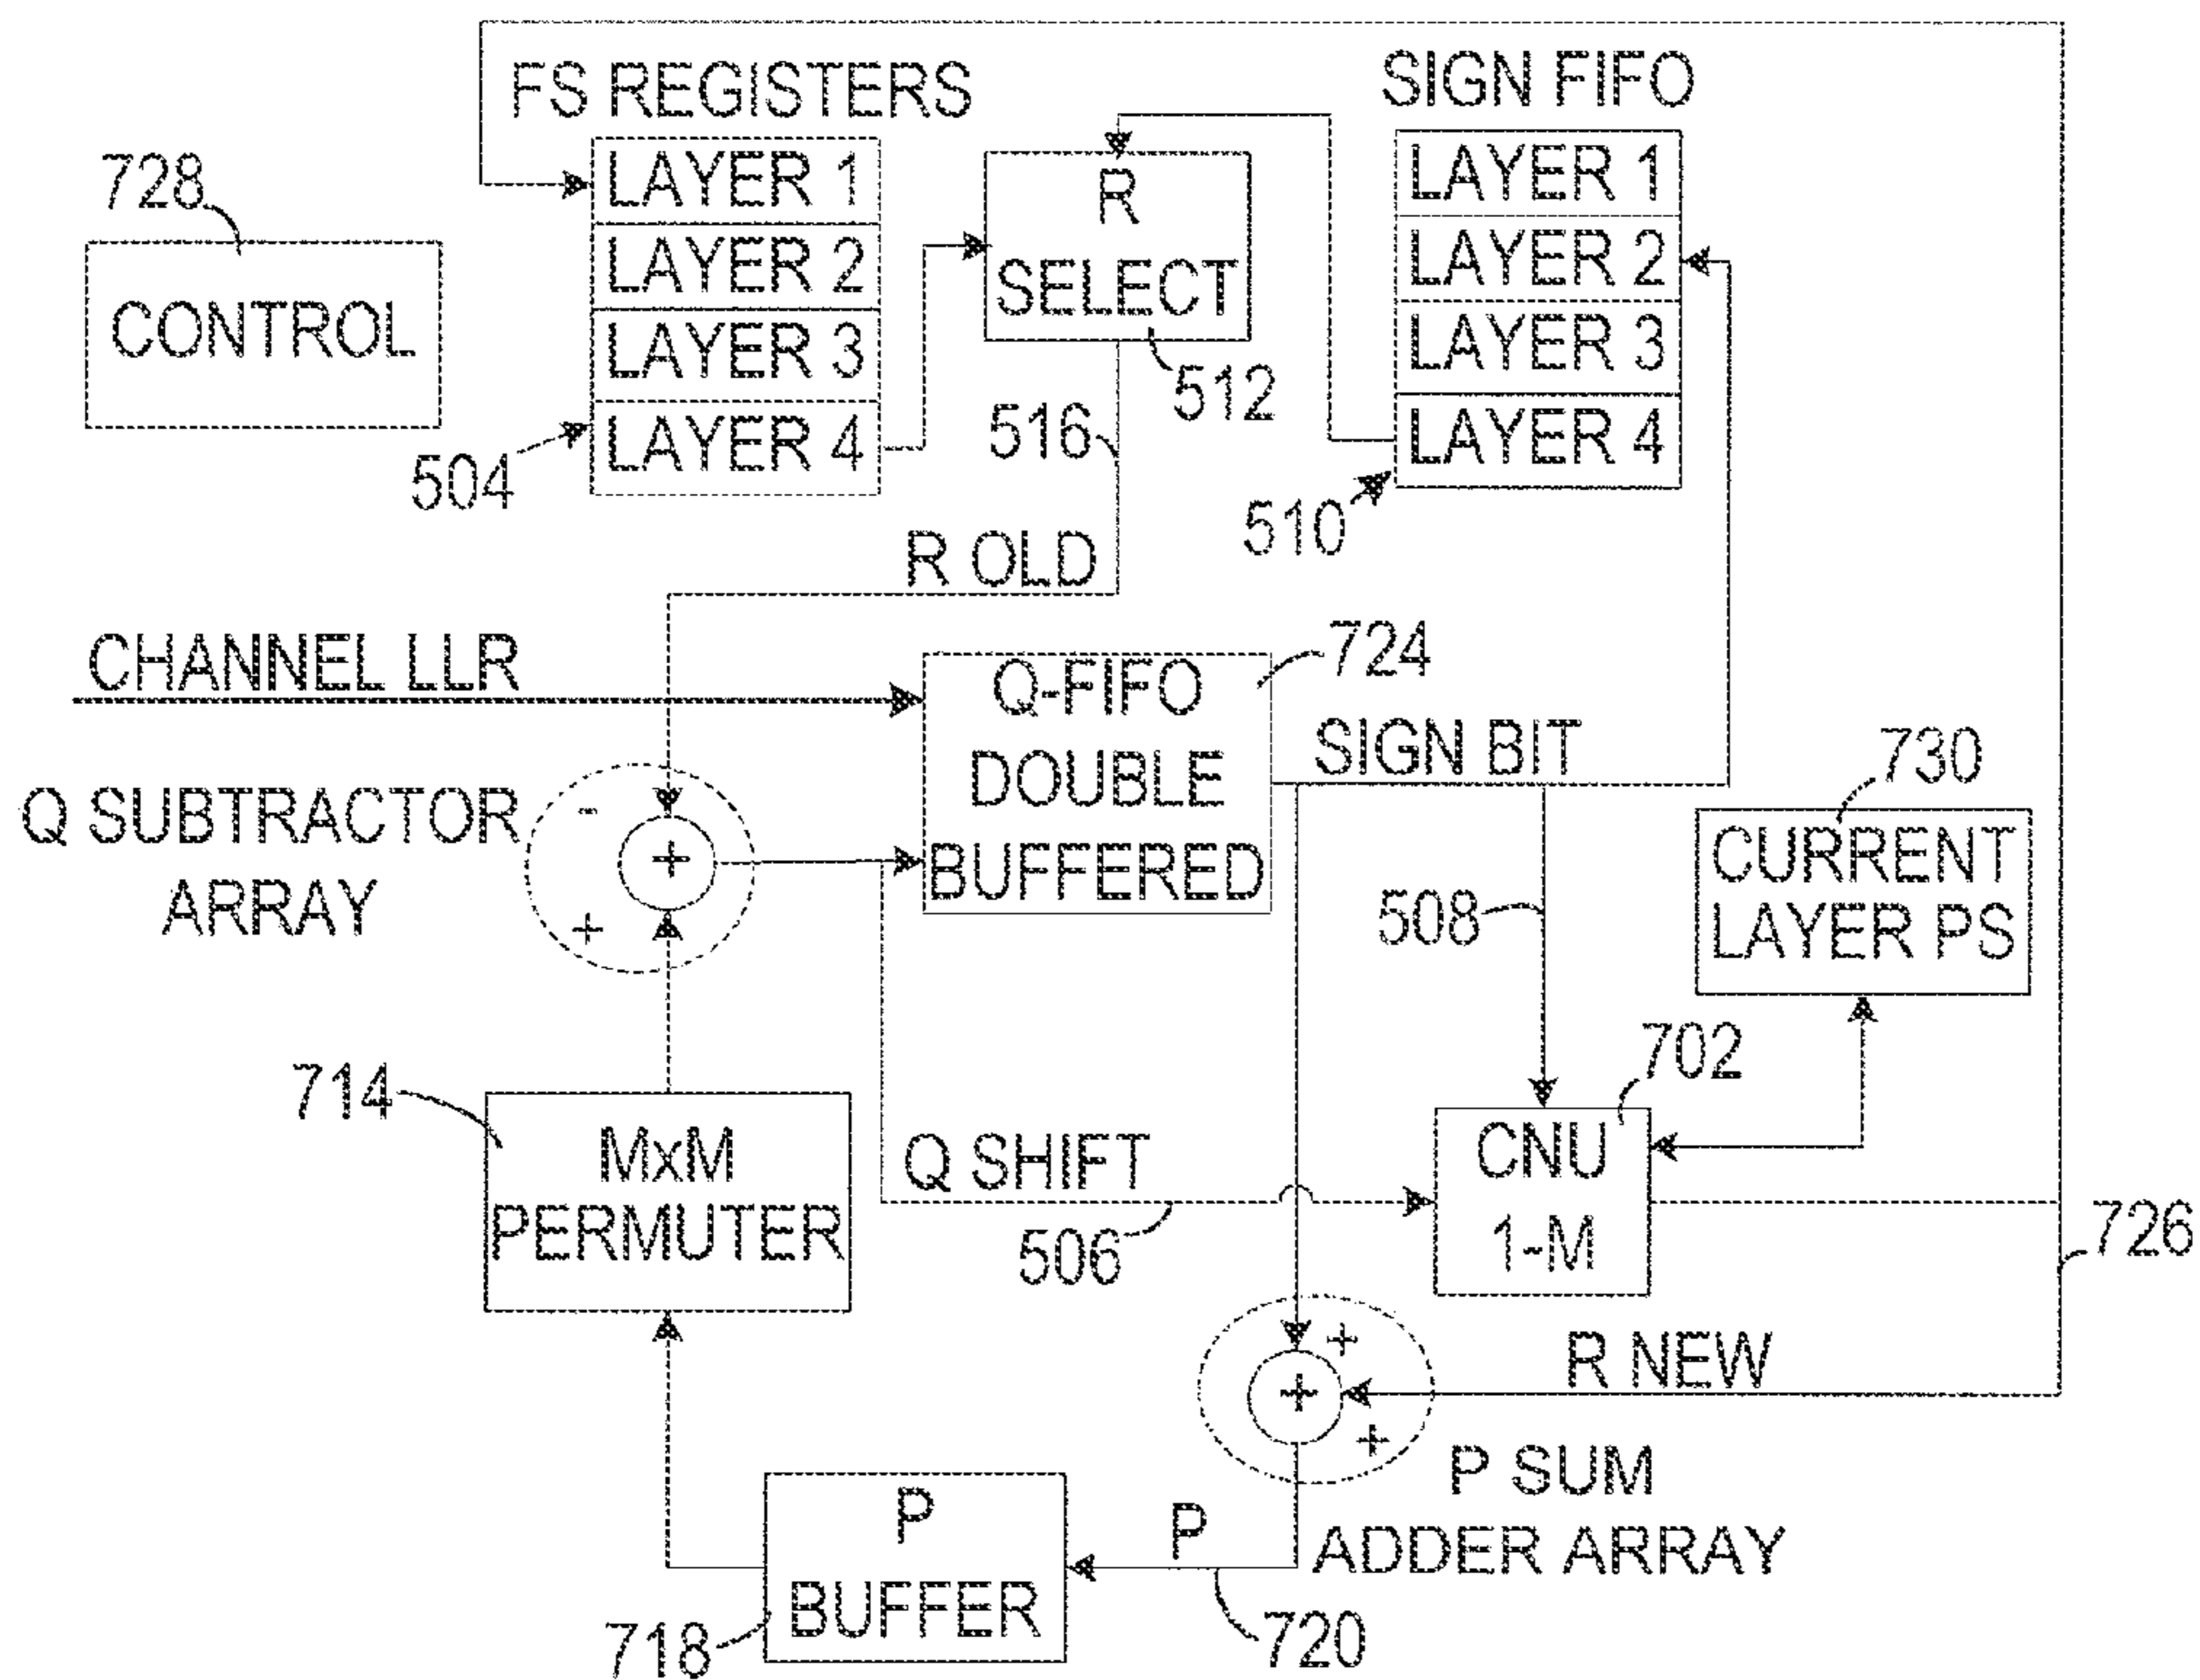 FS REGISTERS
SIGN FIFO
728
CONTROL
LAYER 1
LAYER 2
LAYER 3
LAYER 4
504
R
SELECT
512
516
LAYER 1
LAYER 2
LAYER 3
LAYER 4
510
R OLD
CHANNEL LLR
Q-FIFO
DOUBLE
BUFFERED
724
SIGN BIT
Q SUBTRACTOR
ARRAY
-
+
+
730
CURRENT
LAYER PS
508
714
MxM
PERMUTER
Q SHIFT
506
702
CNU
1-M
726
+
+
+
R NEW
P SUM
ADDER ARRAY
P
720
P
BUFFER
718